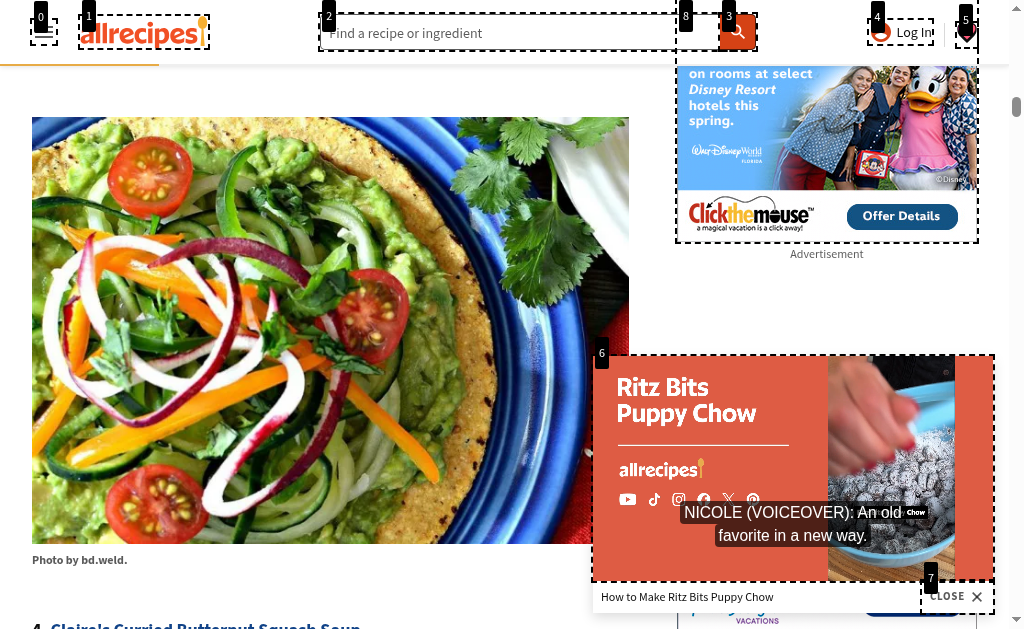 0
1
2
8
3
4
5
allrecipes
Find a recipe or ingredient
Log In
on rooms at select
Disney Resort
hotels this
spring.
Walt Disney World
FLORIDA
©Disney
Clickthemouse™
a magical vacation is a click away!
Offer Details
Advertisement
6
Ritz Bits
Puppy Chow
allrecipes
NICOLE (VOICEOVER): An old
Chow
favorite in a new way.
Photo by bd.weld.
7
How to Make Ritz Bits Puppy Chow
CLOSE
4. Claire's Curried Butternut Squash Soup
VACATIONS